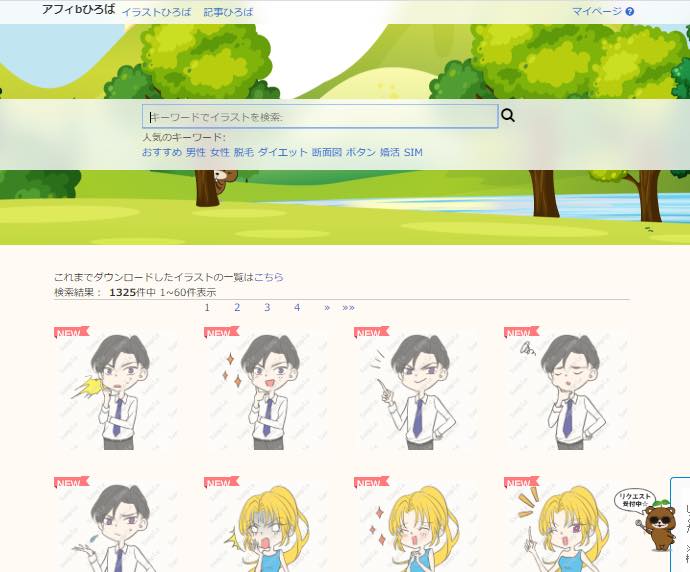 アフィbひろば イラストひろば 記事ひろば マイページ ?
キーワードでイラストを検索:
人気のキーワード:
おすすめ 男性 女性 脱毛 ダイエット 断面図 ボタン 婚活 SIM
これまでダウンロードしたイラストの一覧はこちら
検索結果： 1325件中 1~60件表示
1 2 3 4 » »»
NEW NEW NEW NEW
NEW NEW NEW NEW
リクエスト
受付中☆